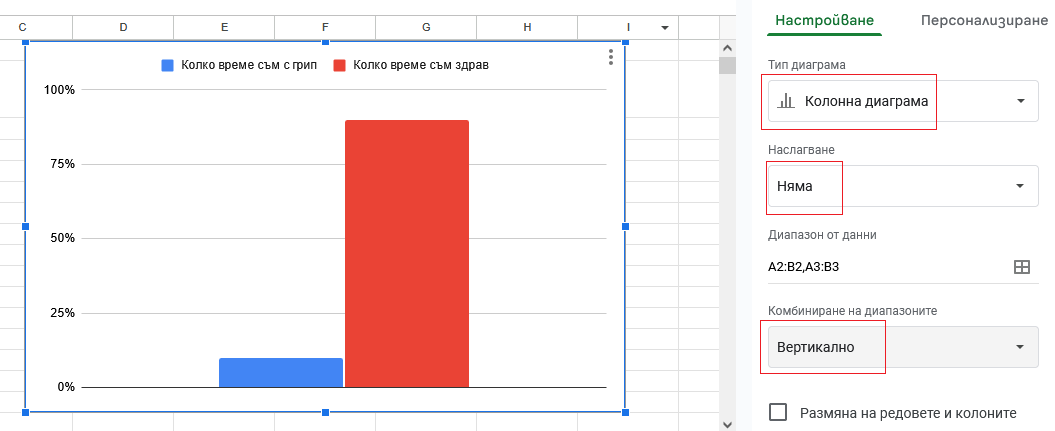 C D E F G H I
Колко време съм с грип Колко време съм здрав
100%
75%
50%
25%
0%
Настройване Персонализиране
Тип диаграма
Колонна диаграма
Наслагване
Няма
Диапазон от данни
A2:B2,A3:B3
Комбиниране на диапазоните
Вертикално
Размяна на редовете и колоните